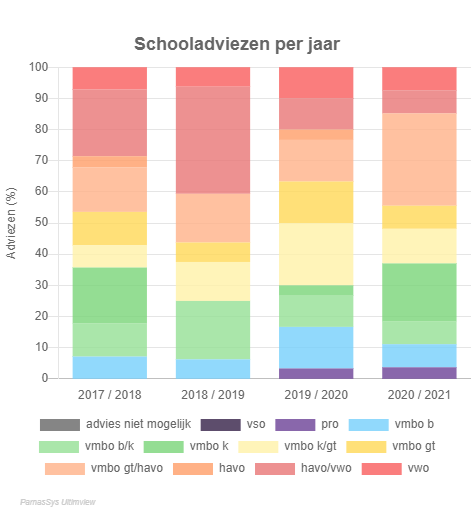 Schooladviezen per jaar
Adviezen (%)
100
90
80
70
60
50
40
30
20
10
0
2017 / 2018 2018 / 2019 2019 / 2020 2020 / 2021
advies niet mogelijk vso pro vmbo b
vmbo b/k vmbo k vmbo k/gt vmbo gt
vmbo gt/havo havo havo/vwo vwo
ParnasSys Ultimview